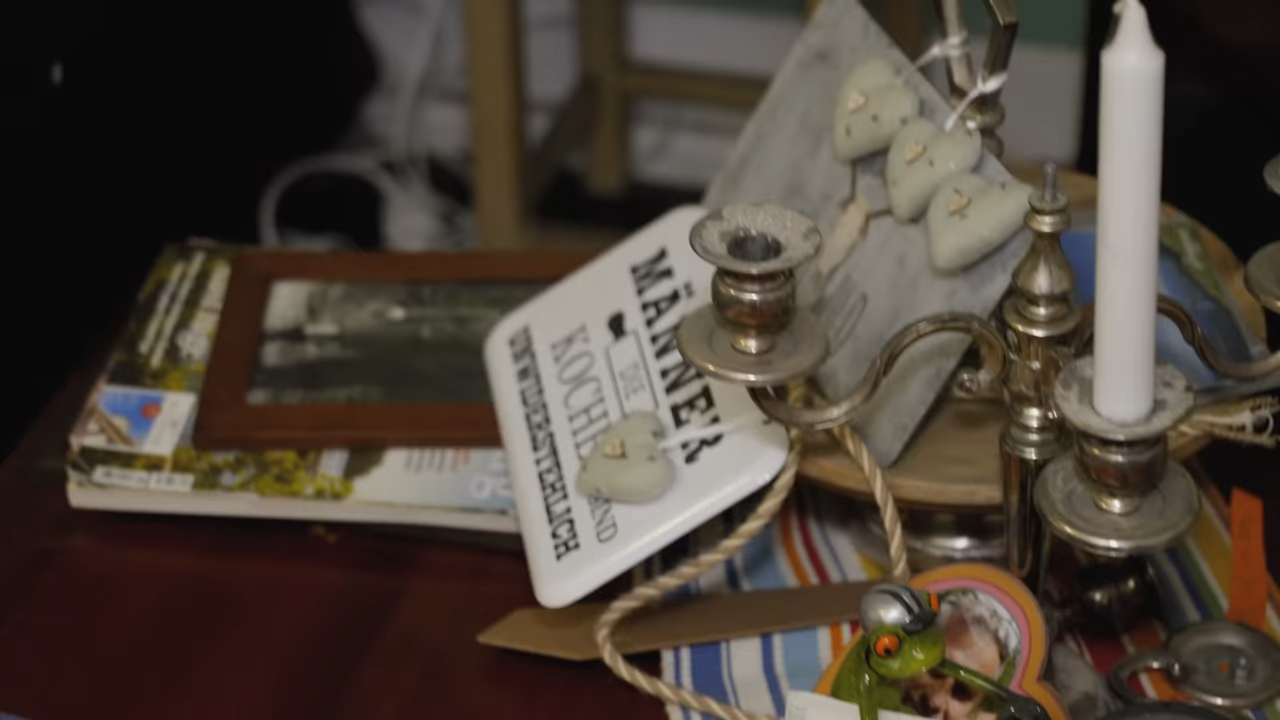 MÄNNER
DIE
KOCHEN
SIND
UNWIDERSTEHLICH